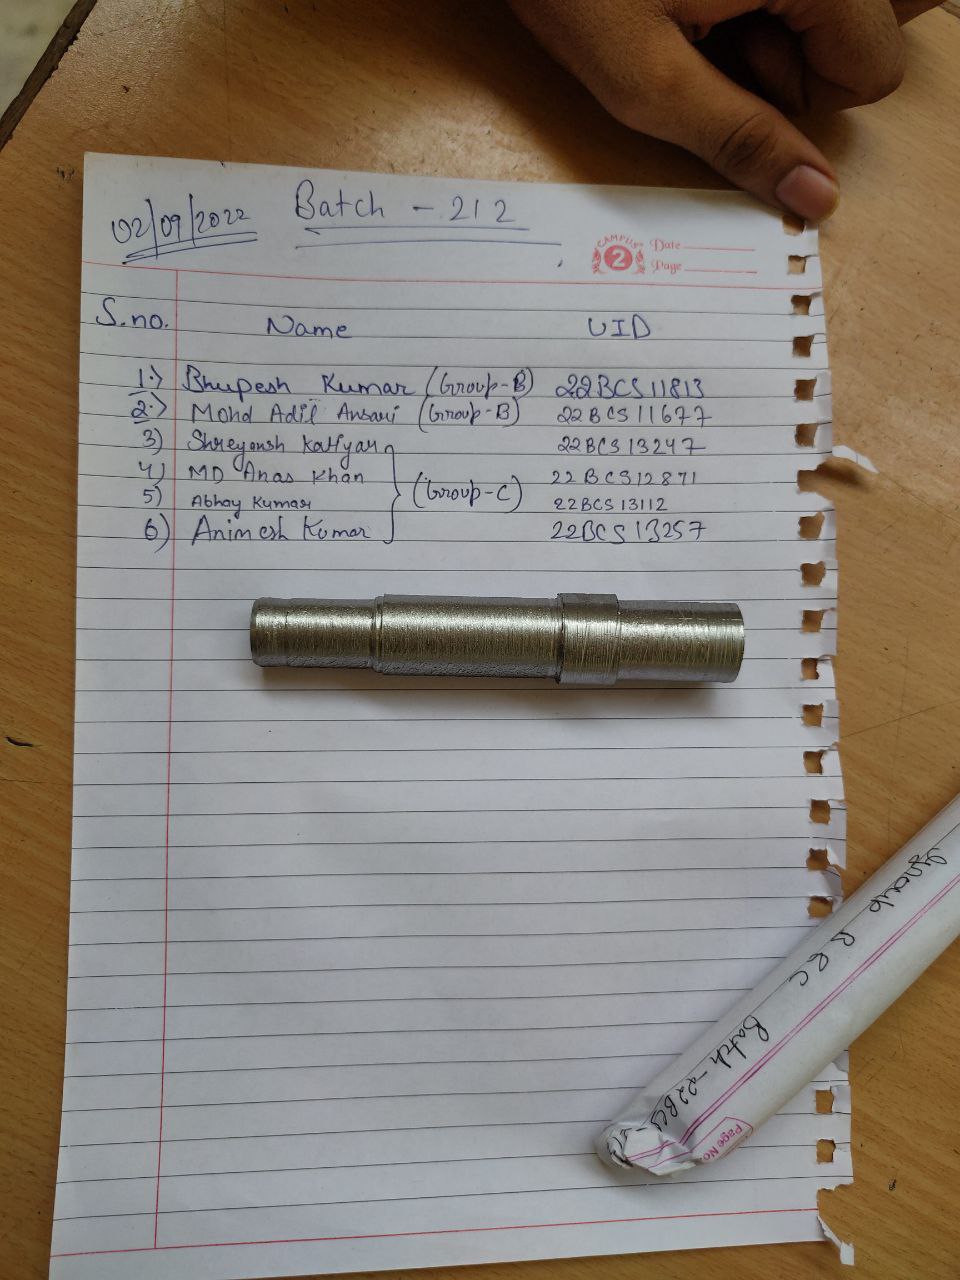 02/09/2022 Batch - 212
CAMPUS 2 Date
Page
S.no. Name UID
1.> Bhupesh Kumar (Group-B) 22BCS11813
2.> Mohd Adil Ansari (Group-B) 22BCS11677
3) Shreyansh Katiyar 22BCS13247
4) MD Anas Khan 22BCS12871
(Group-C)
5) Abhay Kumar 22BCS13112
6) Animesh Kumar 22BCS13257
Group B & C
Batch - 22BCS
Page No.